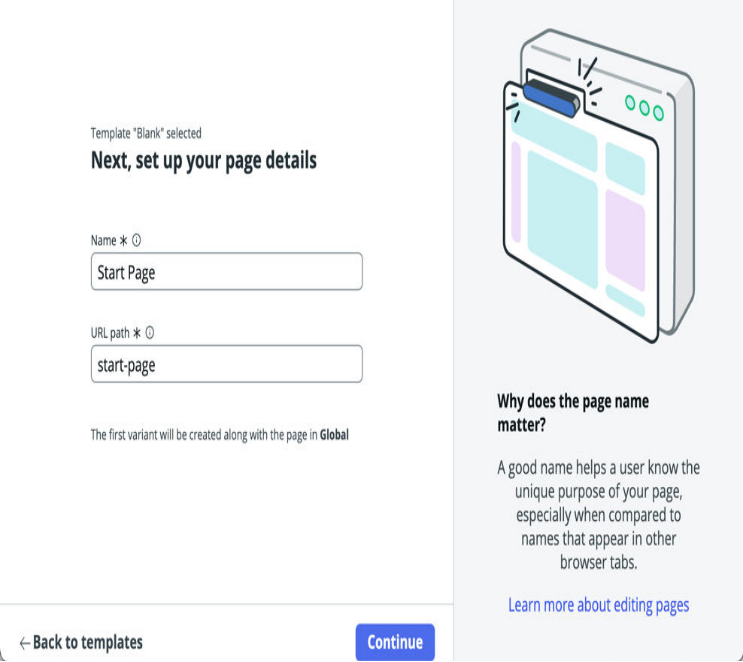 Template "Blank" selected
Next, set up your page details
Name *
Start Page
URL path *
start-page
The first variant will be created along with the page in Global
← Back to templates
Continue
Why does the page name
matter?
A good name helps a user know the
unique purpose of your page,
especially when compared to
names that appear in other
browser tabs.
Learn more about editing pages